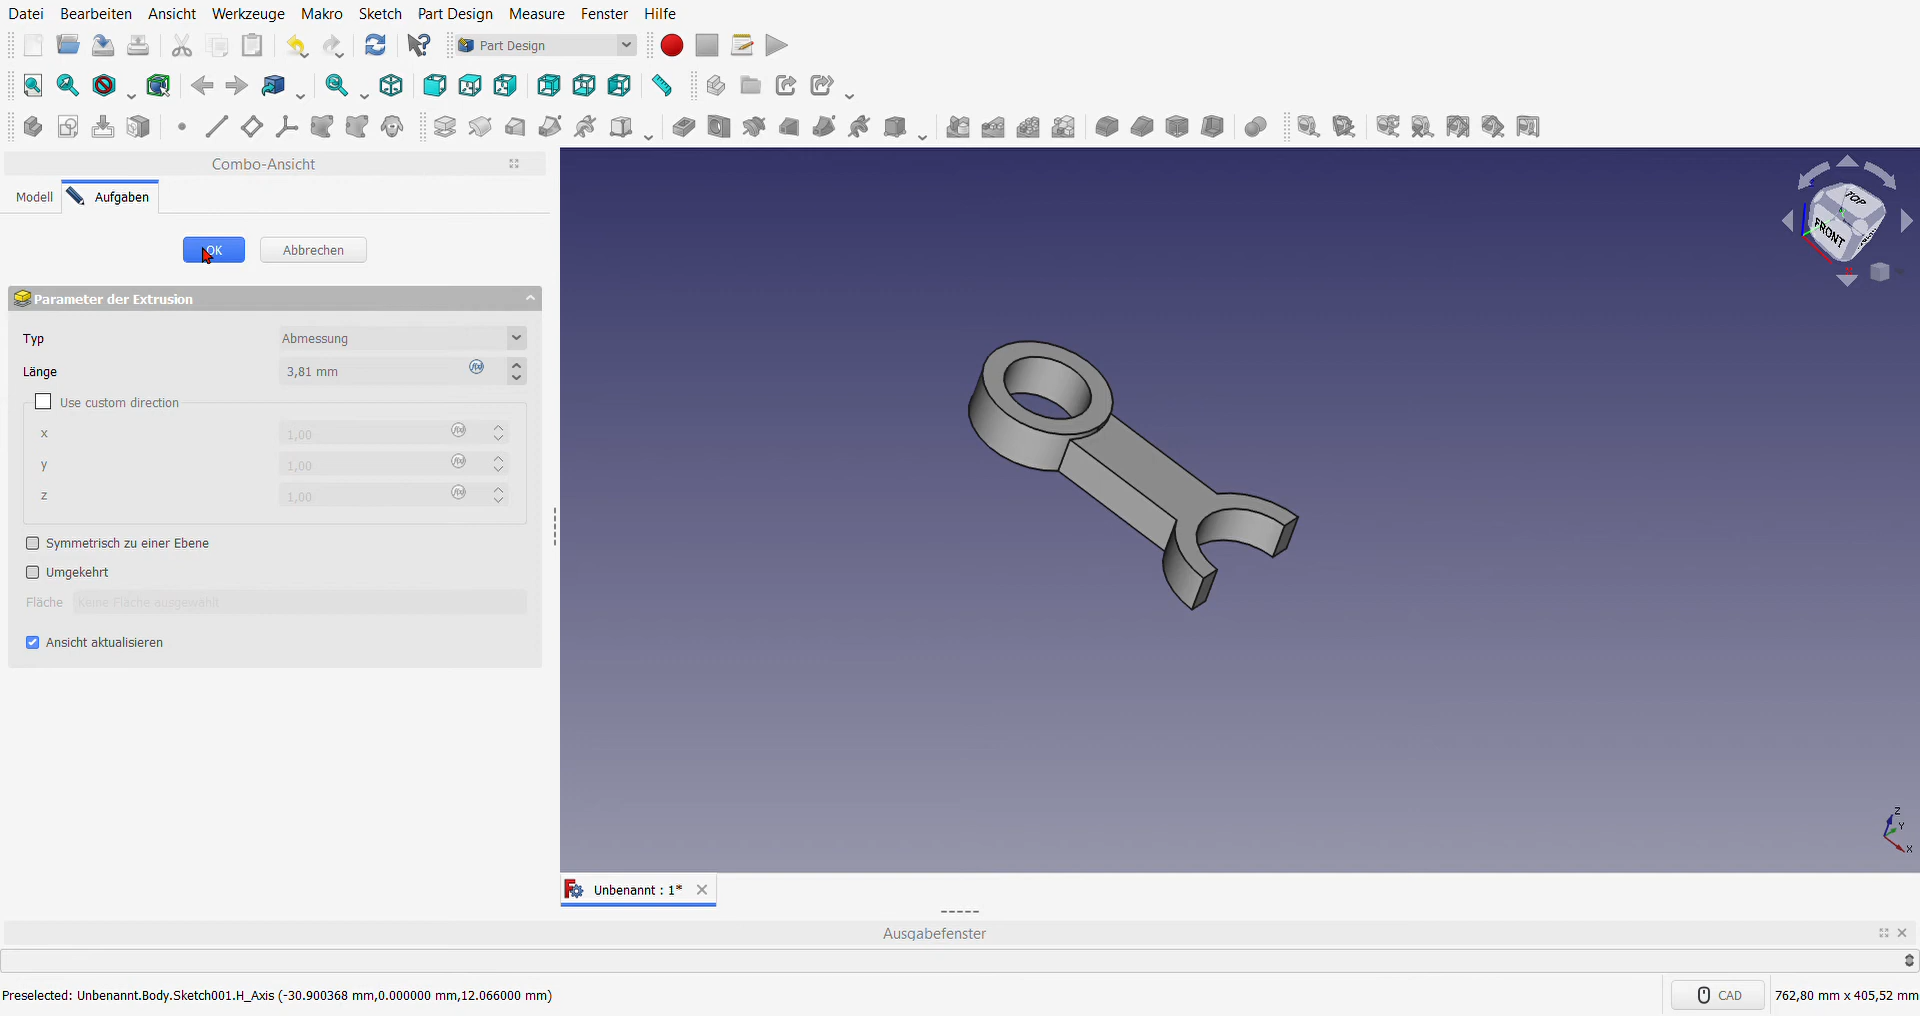 Datei Bearbeiten Ansicht Werkzeuge Makro Sketch Part Design Measure Fenster Hilfe
Part Design
Combo-Ansicht
Modell Aufgaben
OK Abbrechen
Parameter der Extrusion
Typ Abmessung
Länge 3,81 mm
Use custom direction
x 1,00
y 1,00
z 1,00
Symmetrisch zu einer Ebene
Umgekehrt
Fläche Keine Fläche ausgewählt
Ansicht aktualisieren
TOP
FRONT
Z
Y
X
Unbenannt : 1*
Ausgabefenster
Preselected: Unbenannt.Body.Sketch001.H_Axis (-30.900368 mm,0.000000 mm,12.066000 mm)
CAD 762,80 mm x 405,52 mm